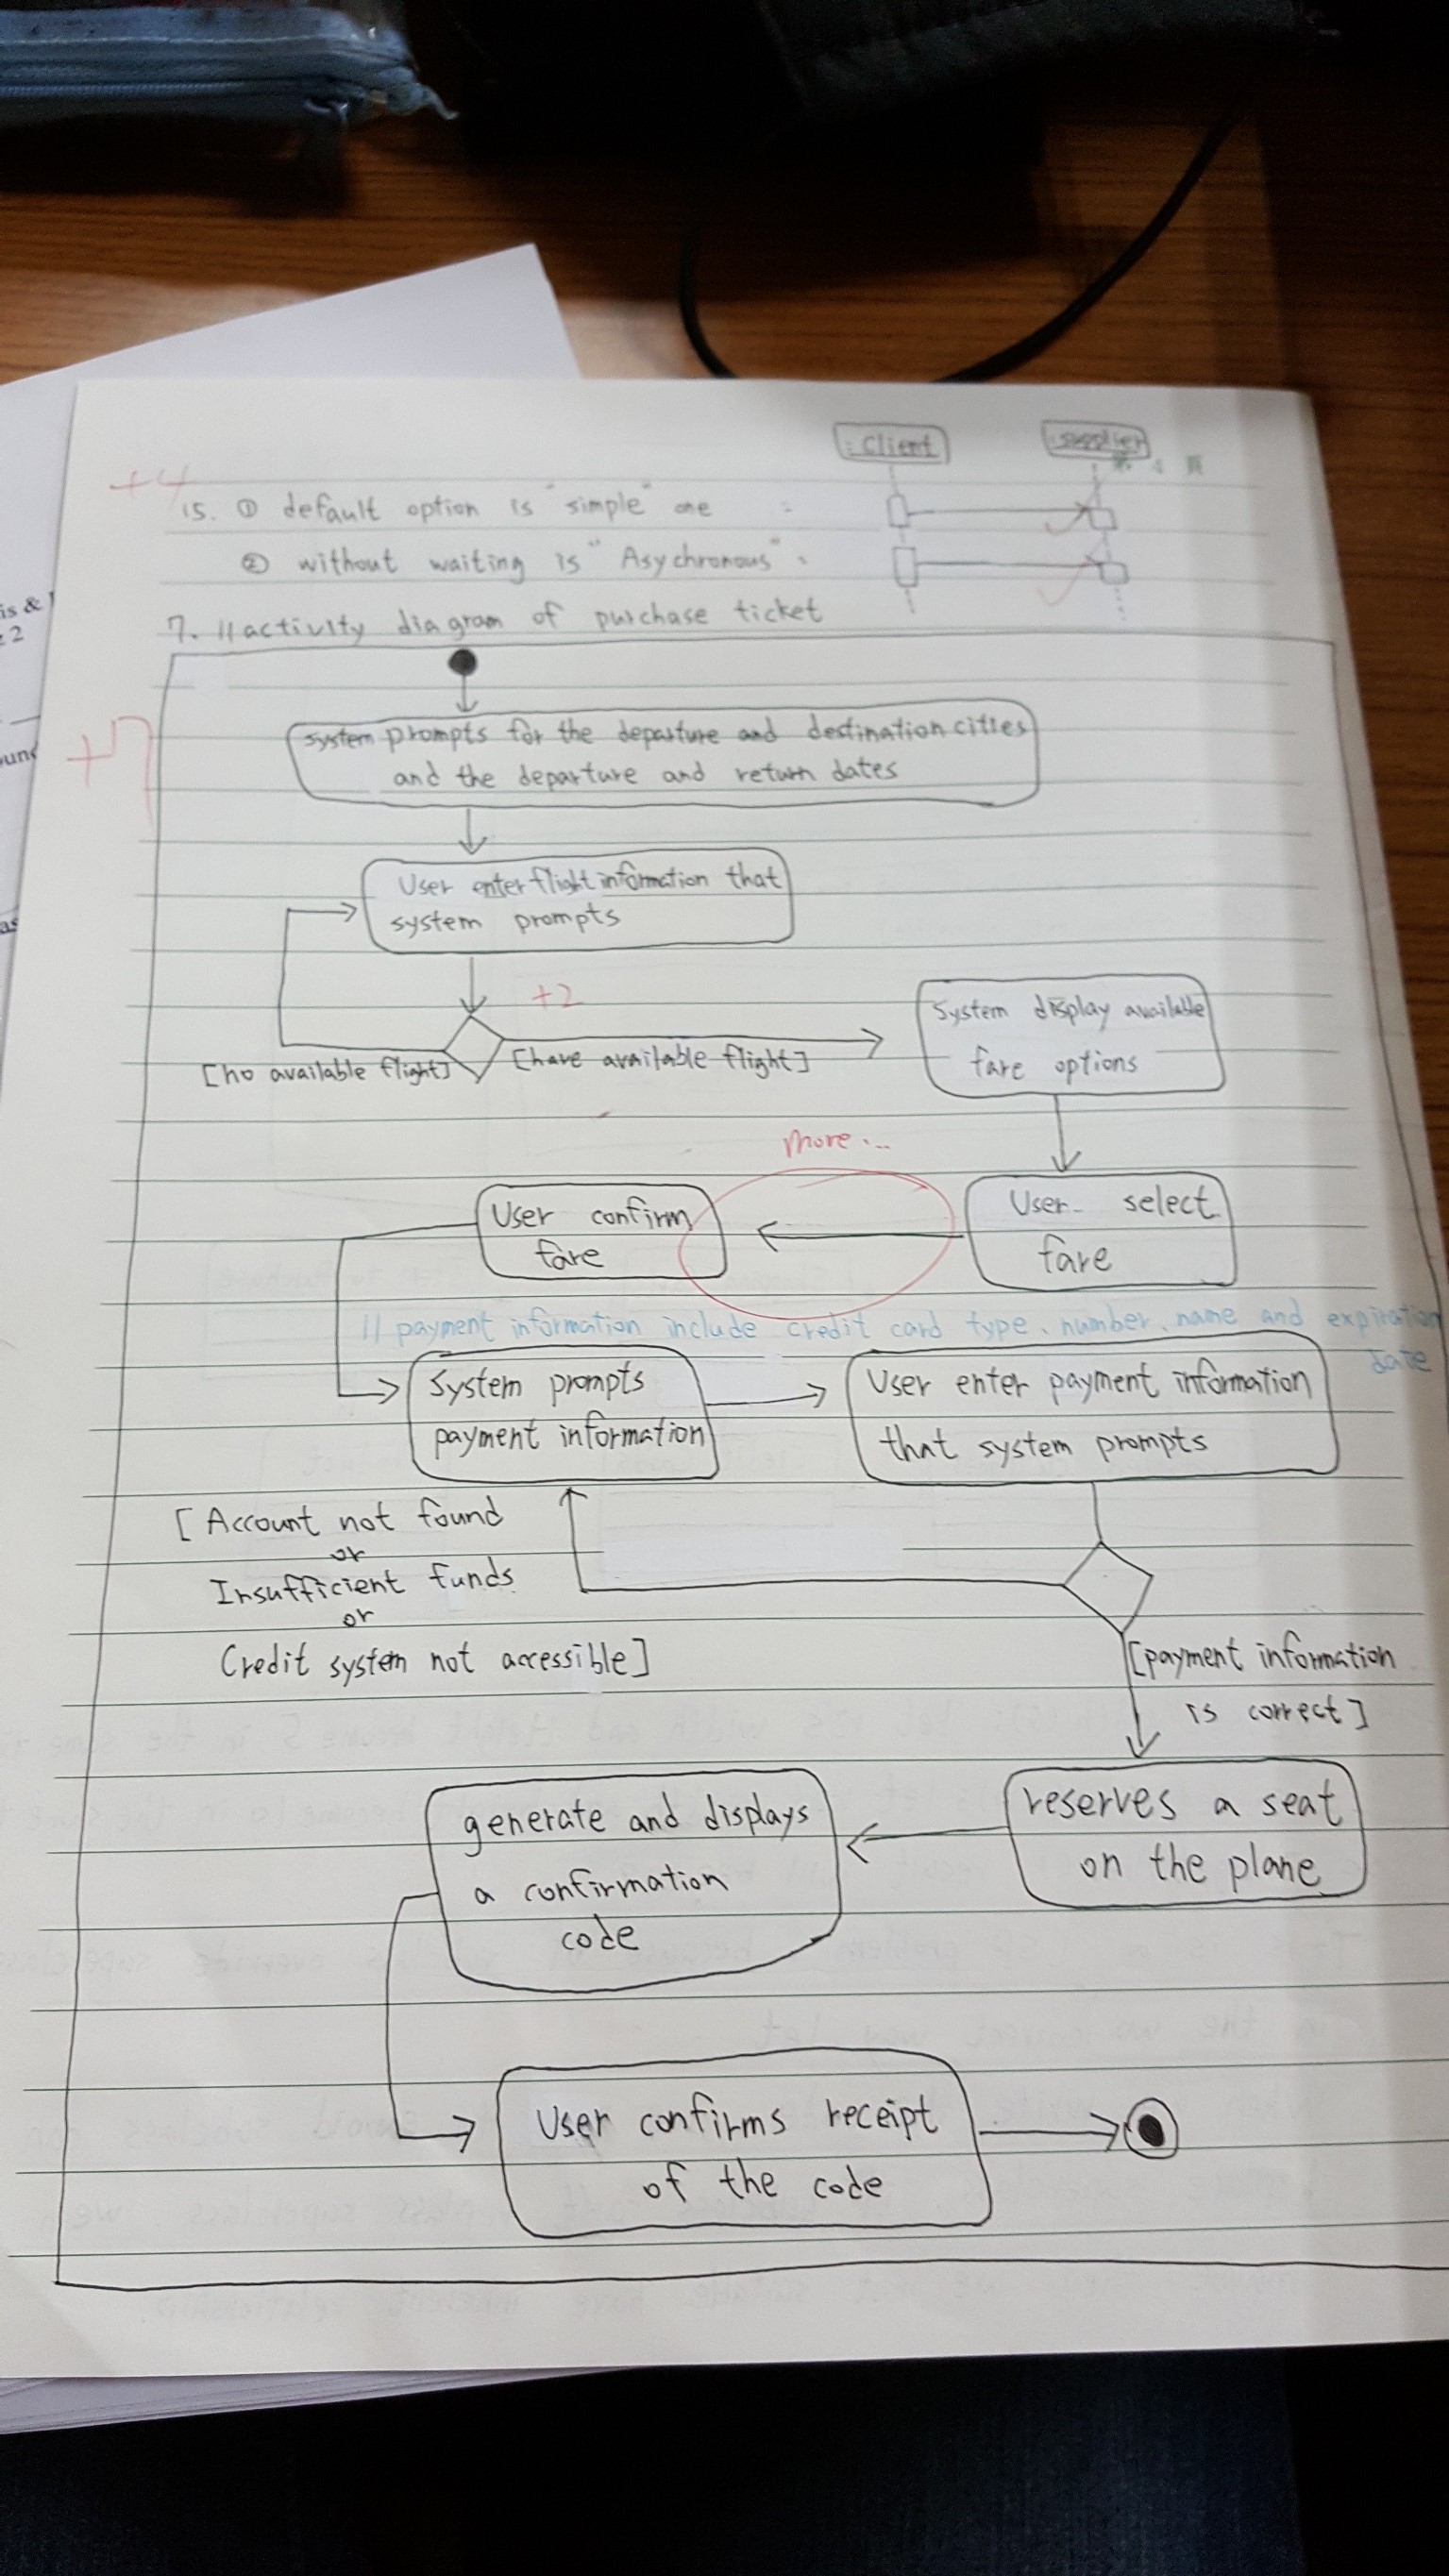 :Client
:supplier
第 4 頁
+4
15. ① default option is "simple" one
② without waiting is "Asychronous".
7. //activity diagram of purchase ticket
+7
system prompts for the departure and destination cities
and the departure and return dates
User enter flight information that
system prompts
+2
[no available flight]
[have available flight]
System display available
fare options
more...
User select
fare
User confirm
fare
// payment information include credit card type、number、name and expiration
date
System prompts
payment information
User enter payment information
that system prompts
[Account not found
or
Insufficient funds
or
Credit system not accessible]
[payment information
is correct]
reserves a seat
on the plane
generate and displays
a confirmation
code
User confirms receipt
of the code
is &
2